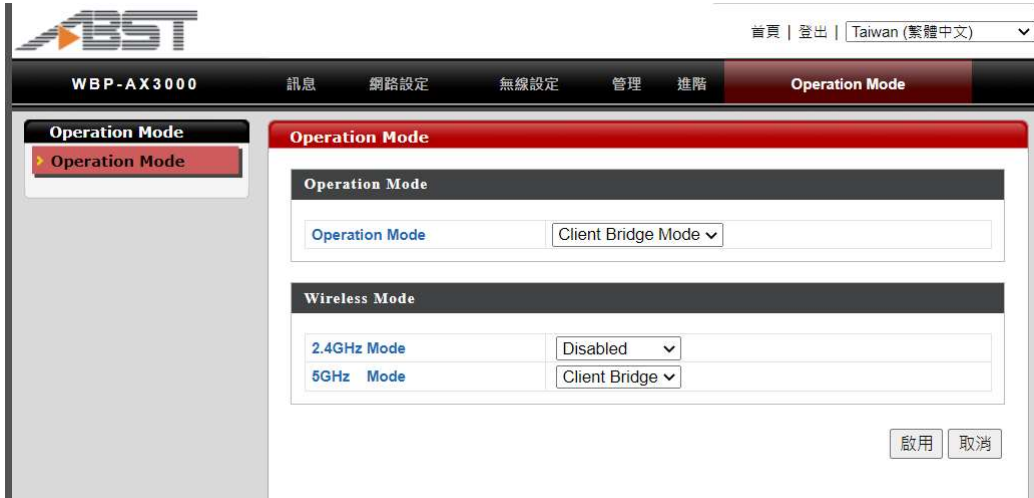 ABST
首頁 | 登出 | Taiwan (繁體中文)
WBP-AX3000 訊息 網路設定 無線設定 管理 進階 Operation Mode
Operation Mode
Operation Mode
Operation Mode
Operation Mode
Operation Mode Client Bridge Mode
Wireless Mode
2.4GHz Mode Disabled
5GHz Mode Client Bridge
啟用 取消